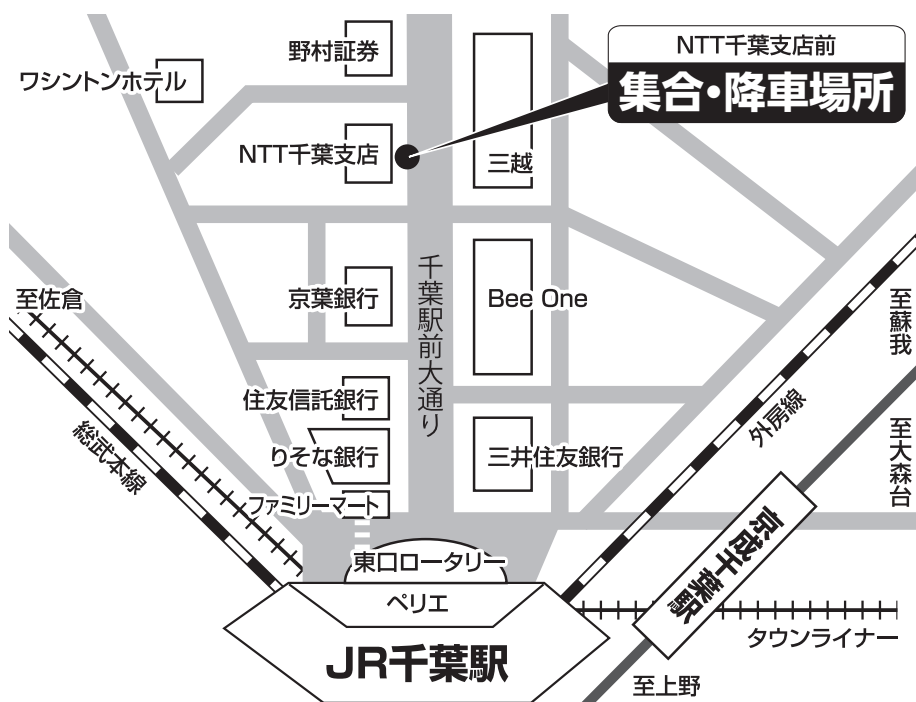 野村証券
NTT千葉支店前
ワシントンホテル
集合・降車場所
NTT千葉支店
三越
千葉駅前大通り
至佐倉
京葉銀行
Bee One
至蘇我
住友信託銀行
外房線
総武本線
りそな銀行
三井住友銀行
至大森台
ファミリーマート
京成千葉駅
東口ロータリー
ペリエ
タウンライナー
JR千葉駅
至上野